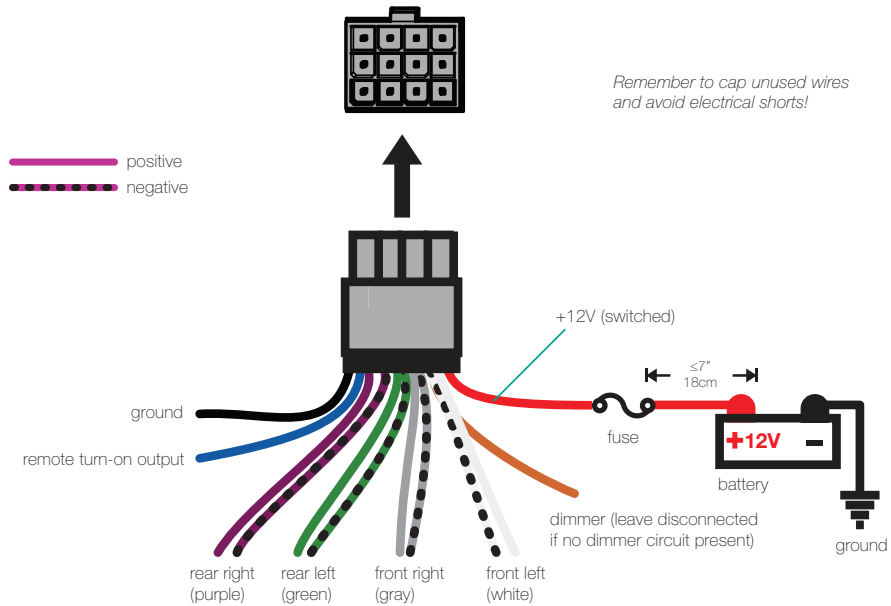 Remember to cap unused wires
and avoid electrical shorts!
positive
negative
+12V (switched)
≤7"
18cm
ground
fuse
remote turn-on output
+12V -
battery
dimmer (leave disconnected
if no dimmer circuit present)
ground
rear right
(purple)
rear left
(green)
front right
(gray)
front left
(white)